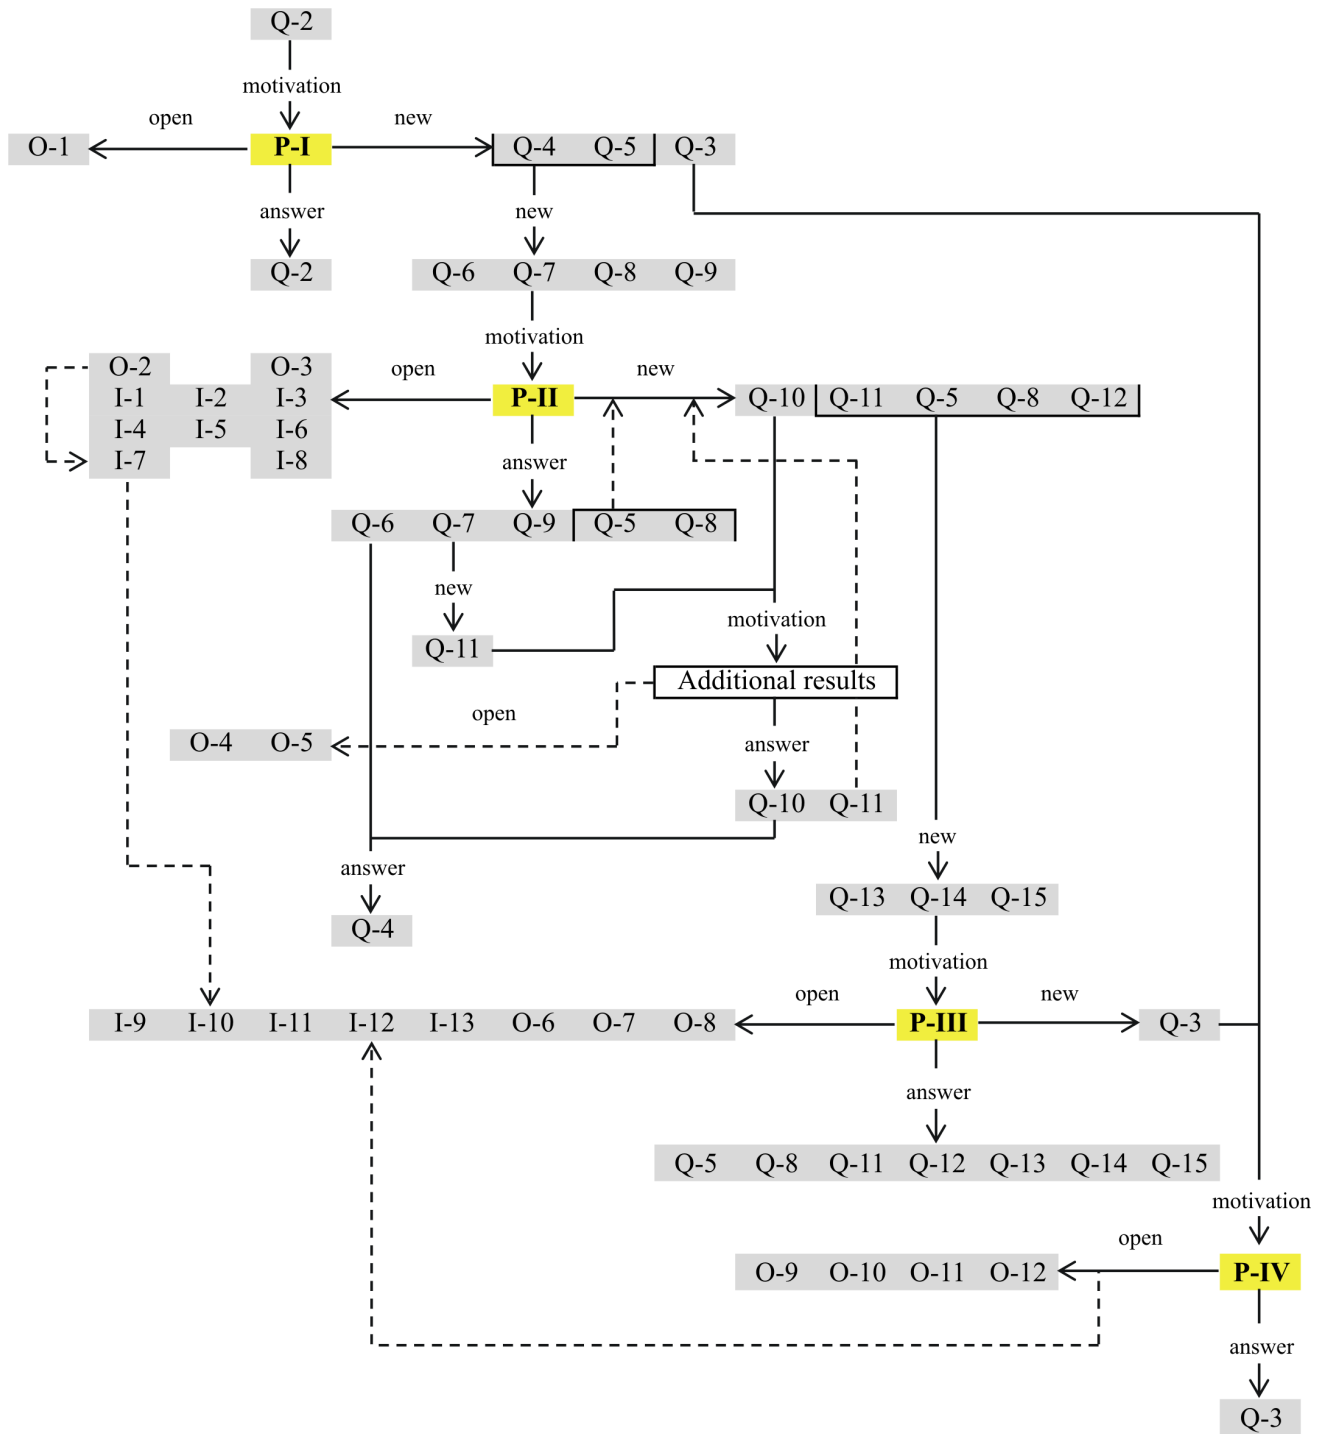 Q-2
motivation
open new
O-1 P-I Q-4 Q-5 Q-3
answer new
Q-2 Q-6 Q-7 Q-8 Q-9
motivation
O-2 O-3 open new
I-1 I-2 I-3 P-II Q-10 Q-11 Q-5 Q-8 Q-12
I-4 I-5 I-6
I-7 I-8 answer
Q-6 Q-7 Q-9 Q-5 Q-8
new
motivation
Q-11
Additional results
open
O-4 O-5 answer
Q-10 Q-11
new
answer
Q-13 Q-14 Q-15
Q-4
motivation
open new
I-9 I-10 I-11 I-12 I-13 O-6 O-7 O-8 P-III Q-3
answer
Q-5 Q-8 Q-11 Q-12 Q-13 Q-14 Q-15
motivation
open
O-9 O-10 O-11 O-12 P-IV
answer
Q-3